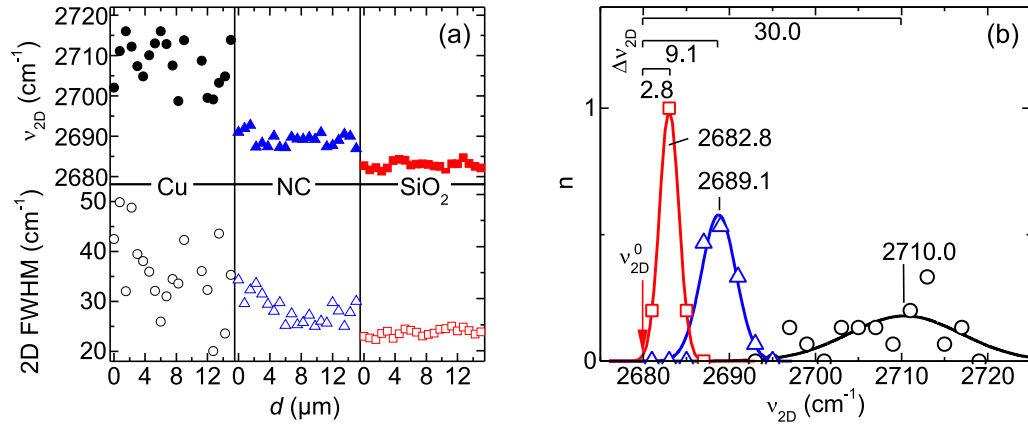 (a)
ν2D (cm-1)
2720
2710
2700
2690
2680
Cu NC SiO2
2D FWHM (cm-1)
50
40
30
20
0 4 8 12 0 4 8 12 0 4 8 12
d (µm)
(b)
30.0
Δν2D
9.1
2.8
1
2682.8
2689.1
n
ν2D0
2710.0
0
2680 2690 2700 2710 2720
ν2D (cm-1)